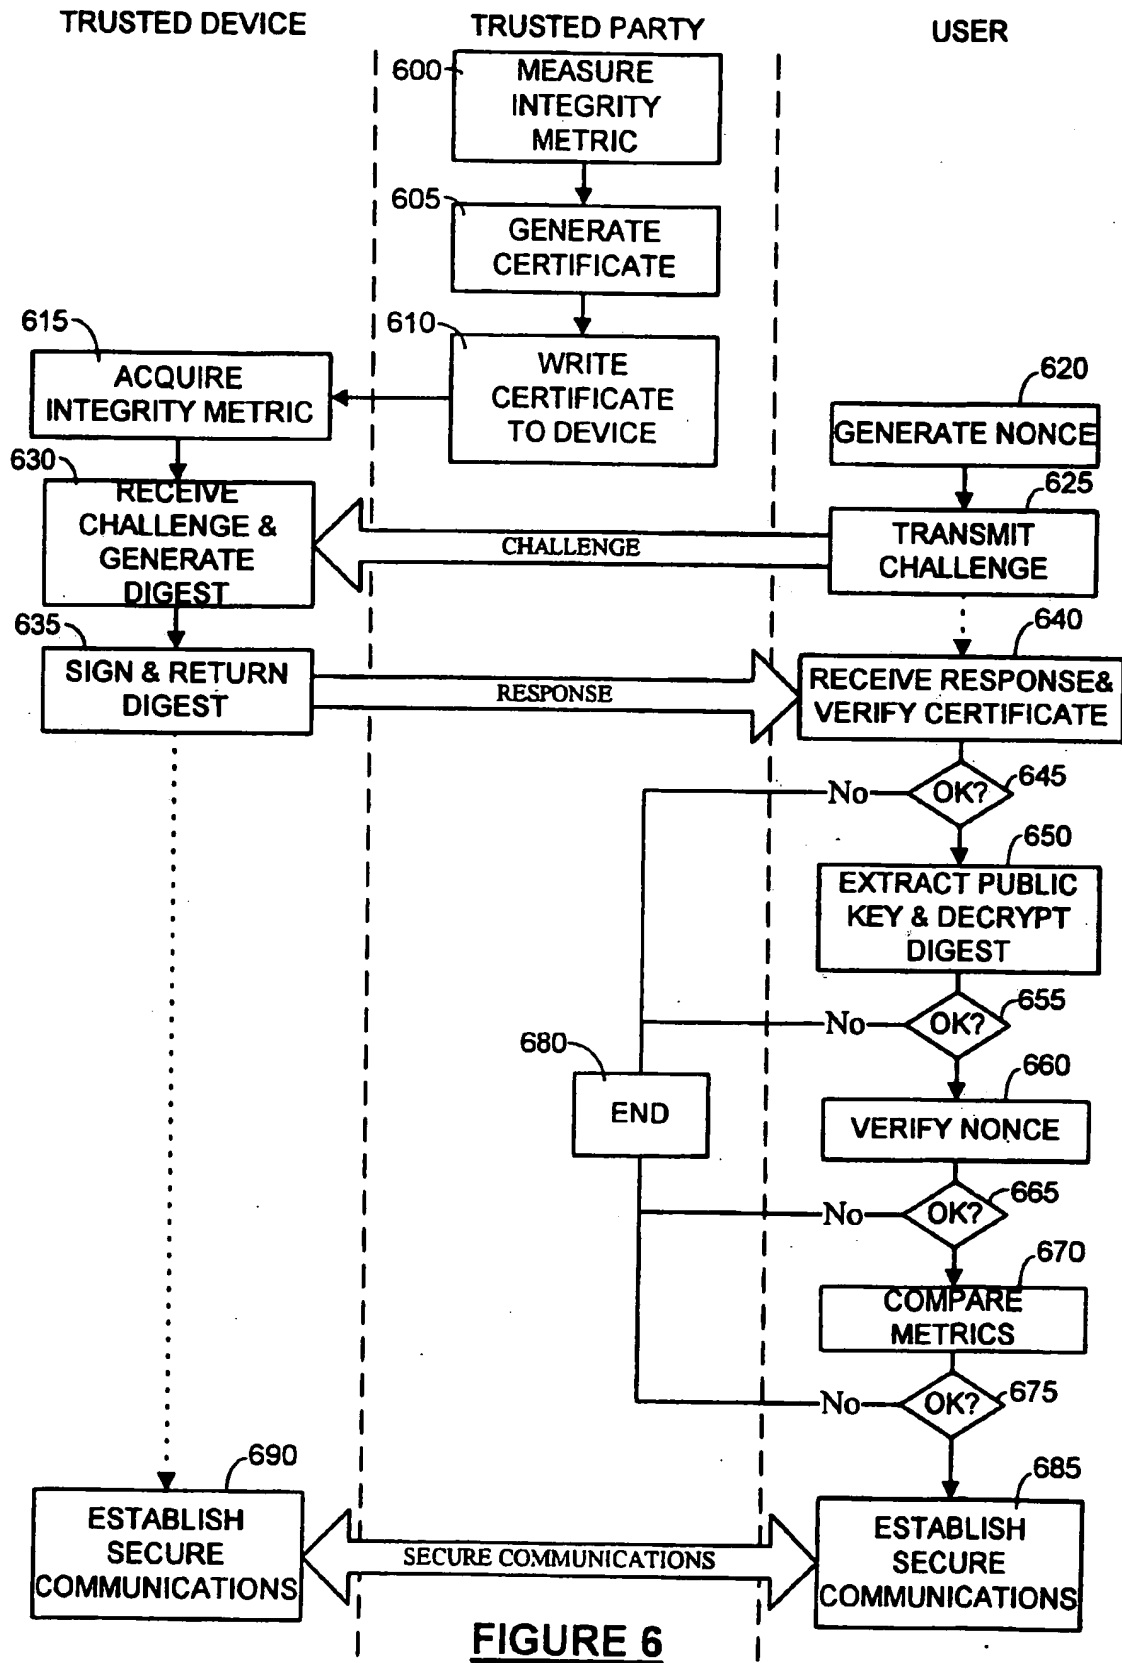 TRUSTED DEVICE
TRUSTED PARTY
USER
600
MEASURE
INTEGRITY
METRIC
605
GENERATE
CERTIFICATE
610
WRITE
CERTIFICATE
TO DEVICE
615
ACQUIRE
INTEGRITY METRIC
620
GENERATE NONCE
625
TRANSMIT
CHALLENGE
CHALLENGE
630
RECEIVE
CHALLENGE &
GENERATE
DIGEST
635
SIGN & RETURN
DIGEST
RESPONSE
640
RECEIVE RESPONSE&
VERIFY CERTIFICATE
645
OK?
No
650
EXTRACT PUBLIC
KEY & DECRYPT
DIGEST
655
OK?
No
680
END
660
VERIFY NONCE
665
OK?
No
670
COMPARE
METRICS
675
OK?
No
690
ESTABLISH
SECURE
COMMUNICATIONS
SECURE COMMUNICATIONS
685
ESTABLISH
SECURE
COMMUNICATIONS
FIGURE 6